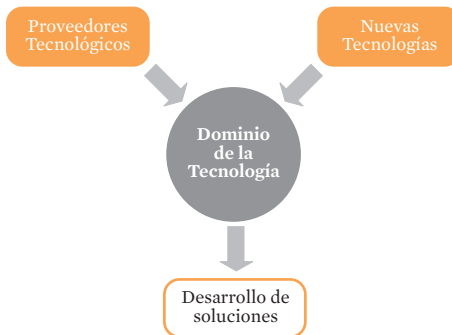 Proveedores
Tecnológicos
Nuevas
Tecnologías
Dominio
de la
Tecnología
Desarrollo de
soluciones